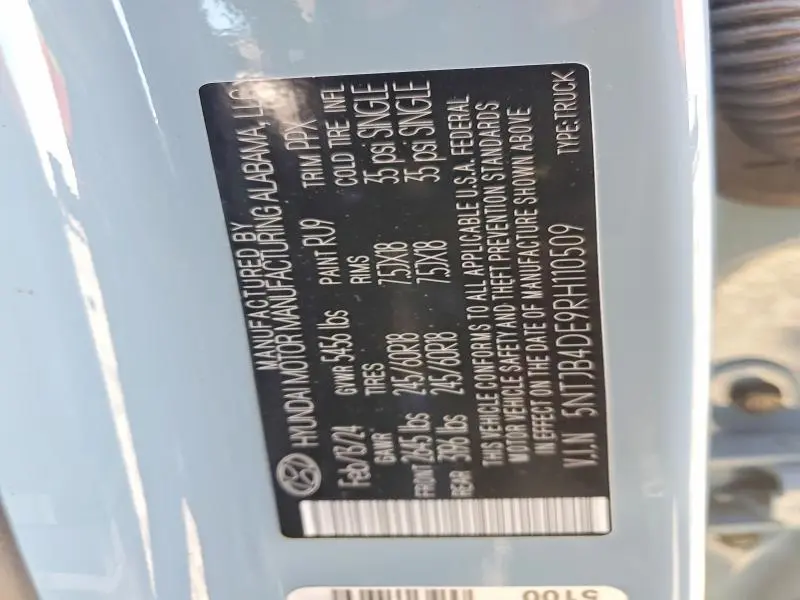 MANUFACTURED BY
HYUNDAI MOTOR MANUFACTURING ALABAMA, LLC
Feb/13/24 GVWR 5456 lbs PAINT RU9 TRIM PPX
GAWR TIRES RIMS COLD TIRE. INFL
FRONT 2645 lbs 245/60R18 7.5JX18 35 psi SINGLE
REAR 3196 lbs 245/60R18 7.5JX18 35 psi SINGLE
THIS VEHICLE CONFORMS TO ALL APPLICABLE U.S.A. FEDERAL
MOTOR VEHICLE SAFETY AND THEFT PREVENTION STANDARDS
IN EFFECT ON THE DATE OF MANUFACTURE SHOWN ABOVE
V.I.N 5NTJB4DE9RH110509 TYPE:TRUCK
5100